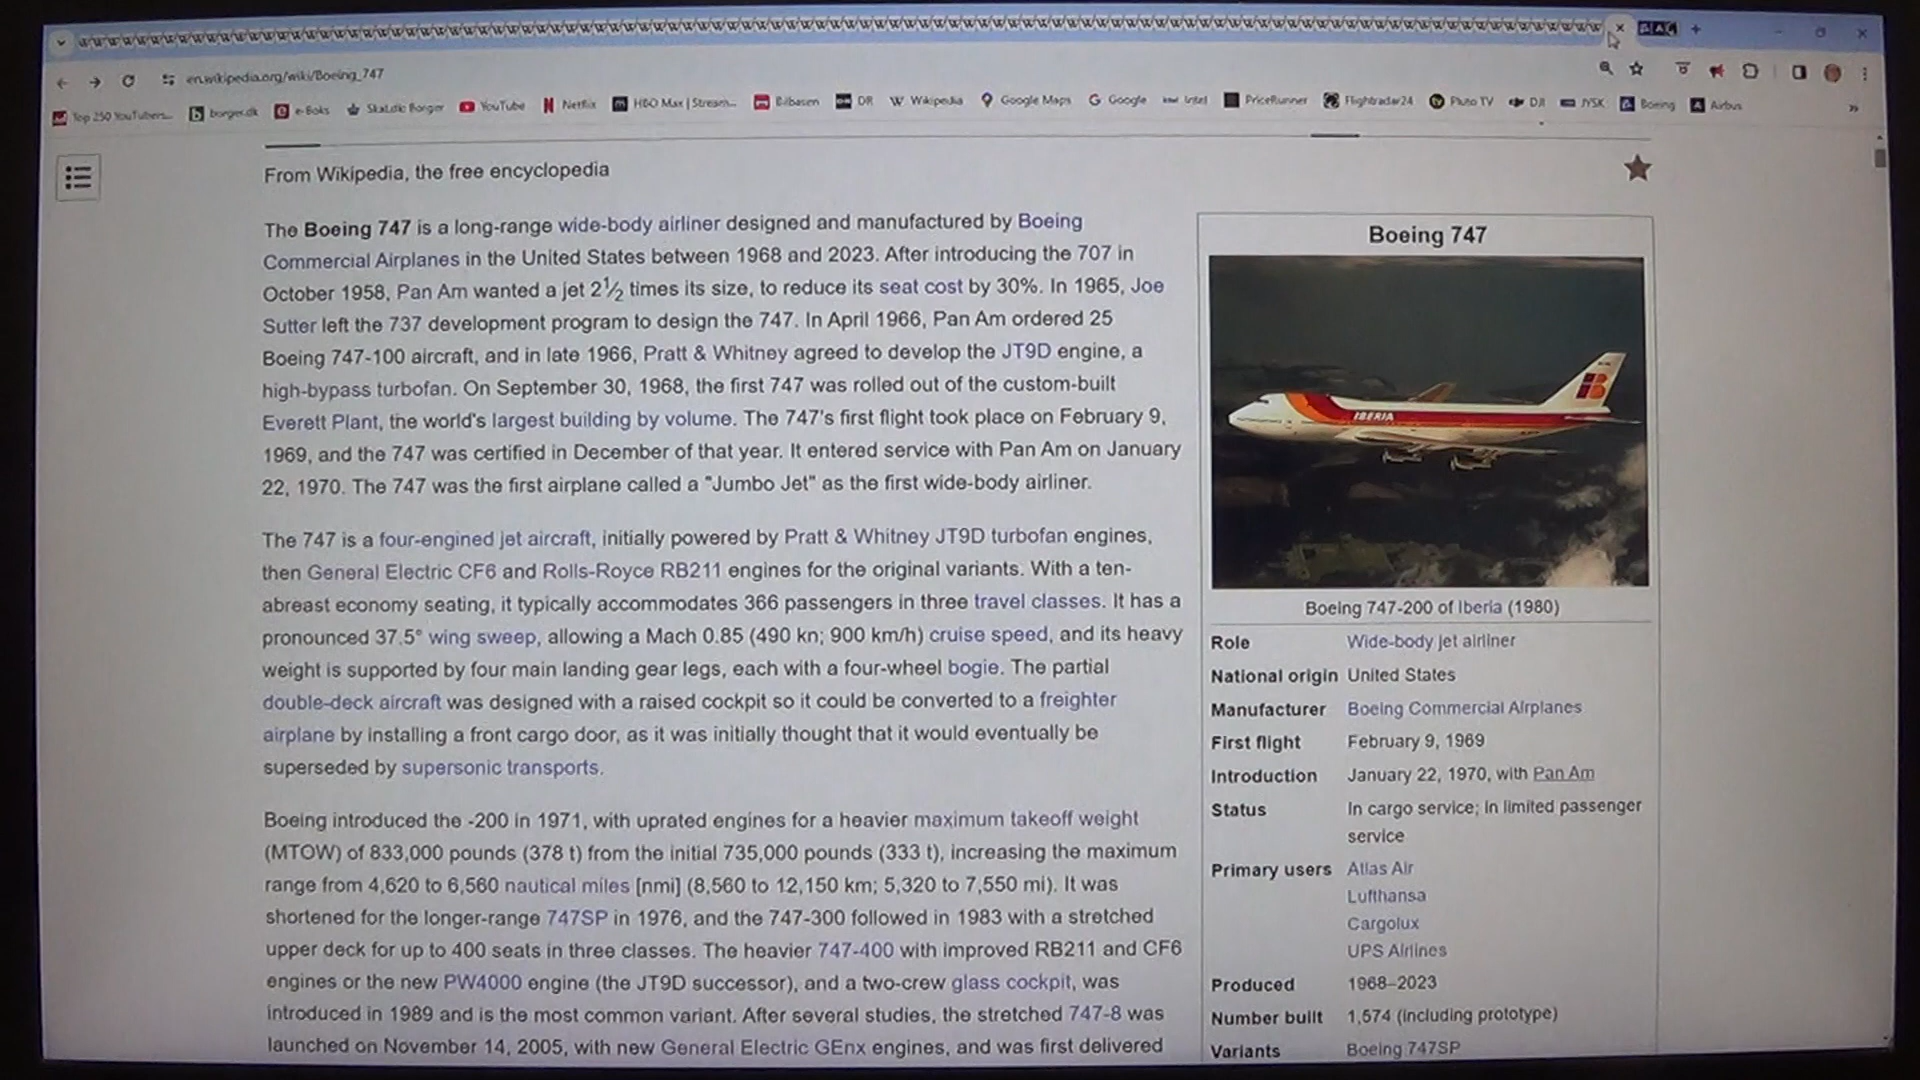 en.wikipedia.org/wiki/Boeing_747
Top 250 YouTubers... borger.dk e-Boks Skat.dk: Borger YouTube Netflix HBO Max | Stream... Bilbasen DR Wikipedia Google Maps Google Intel PriceRunner Flightradar24 Pluto TV DJI JYSK Boeing Airbus
From Wikipedia, the free encyclopedia
The Boeing 747 is a long-range wide-body airliner designed and manufactured by Boeing
Commercial Airplanes in the United States between 1968 and 2023. After introducing the 707 in
October 1958, Pan Am wanted a jet 2½ times its size, to reduce its seat cost by 30%. In 1965, Joe
Sutter left the 737 development program to design the 747. In April 1966, Pan Am ordered 25
Boeing 747-100 aircraft, and in late 1966, Pratt & Whitney agreed to develop the JT9D engine, a
high-bypass turbofan. On September 30, 1968, the first 747 was rolled out of the custom-built
Everett Plant, the world's largest building by volume. The 747's first flight took place on February 9,
1969, and the 747 was certified in December of that year. It entered service with Pan Am on January
22, 1970. The 747 was the first airplane called a "Jumbo Jet" as the first wide-body airliner.
The 747 is a four-engined jet aircraft, initially powered by Pratt & Whitney JT9D turbofan engines,
then General Electric CF6 and Rolls-Royce RB211 engines for the original variants. With a ten-
abreast economy seating, it typically accommodates 366 passengers in three travel classes. It has a
pronounced 37.5° wing sweep, allowing a Mach 0.85 (490 kn; 900 km/h) cruise speed, and its heavy
weight is supported by four main landing gear legs, each with a four-wheel bogie. The partial
double-deck aircraft was designed with a raised cockpit so it could be converted to a freighter
airplane by installing a front cargo door, as it was initially thought that it would eventually be
superseded by supersonic transports.
Boeing introduced the -200 in 1971, with uprated engines for a heavier maximum takeoff weight
(MTOW) of 833,000 pounds (378 t) from the initial 735,000 pounds (333 t), increasing the maximum
range from 4,620 to 6,560 nautical miles [nmi] (8,560 to 12,150 km; 5,320 to 7,550 mi). It was
shortened for the longer-range 747SP in 1976, and the 747-300 followed in 1983 with a stretched
upper deck for up to 400 seats in three classes. The heavier 747-400 with improved RB211 and CF6
engines or the new PW4000 engine (the JT9D successor), and a two-crew glass cockpit, was
introduced in 1989 and is the most common variant. After several studies, the stretched 747-8 was
launched on November 14, 2005, with new General Electric GEnx engines, and was first delivered
Boeing 747
IBERIA
Boeing 747-200 of Iberia (1980)
Role Wide-body jet airliner
National origin United States
Manufacturer Boeing Commercial Airplanes
First flight February 9, 1969
Introduction January 22, 1970, with Pan Am
Status In cargo service; in limited passenger
service
Primary users Atlas Air
Lufthansa
Cargolux
UPS Airlines
Produced 1968–2023
Number built 1,574 (including prototype)
Variants Boeing 747SP